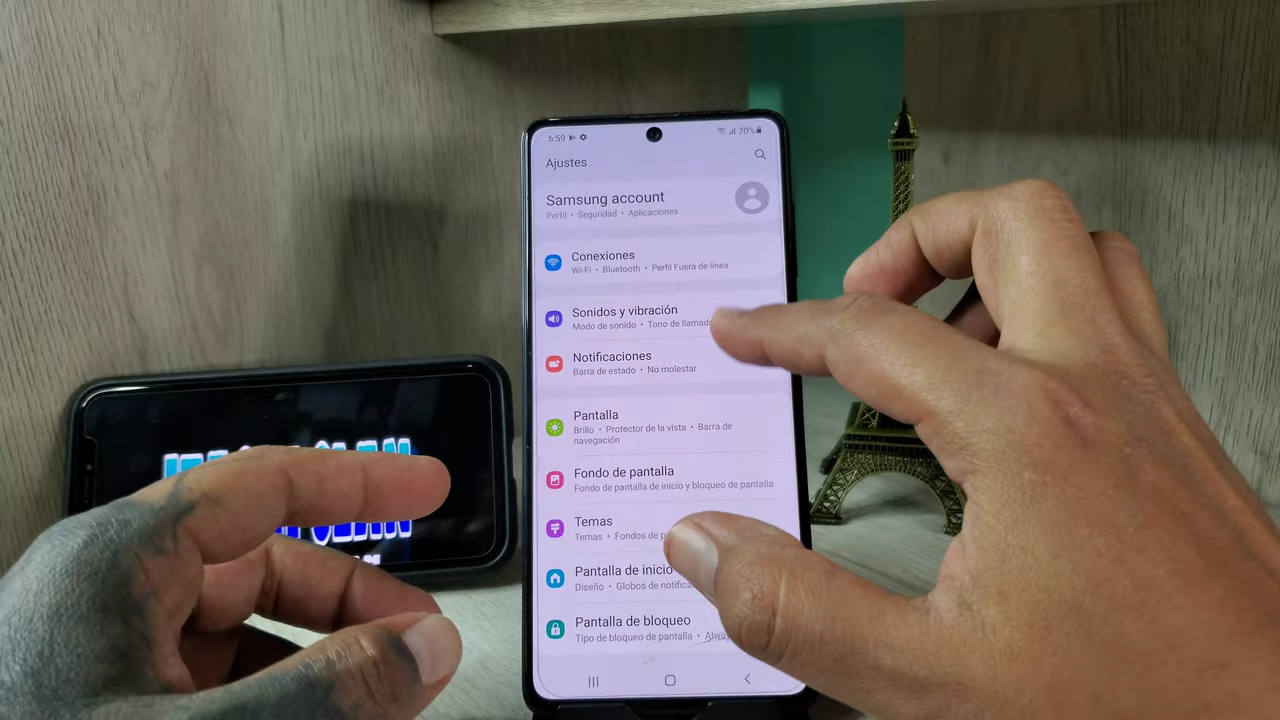 6:59
70%
Ajustes
Samsung account
Perfil • Seguridad • Aplicaciones
Conexiones
Wi-Fi • Bluetooth • Perfil Fuera de línea
Sonidos y vibración
Modo de sonido • Tono de llamada
Notificaciones
Barra de estado • No molestar
Pantalla
Brillo • Protector de la vista • Barra de
navegación
Fondo de pantalla
Fondo de pantalla de inicio y bloqueo de pantalla
Temas
Temas • Fondos de
Pantalla de inicio
Diseño • Globos de
Pantalla de bloqueo
Tipo de bloqueo de pantalla •